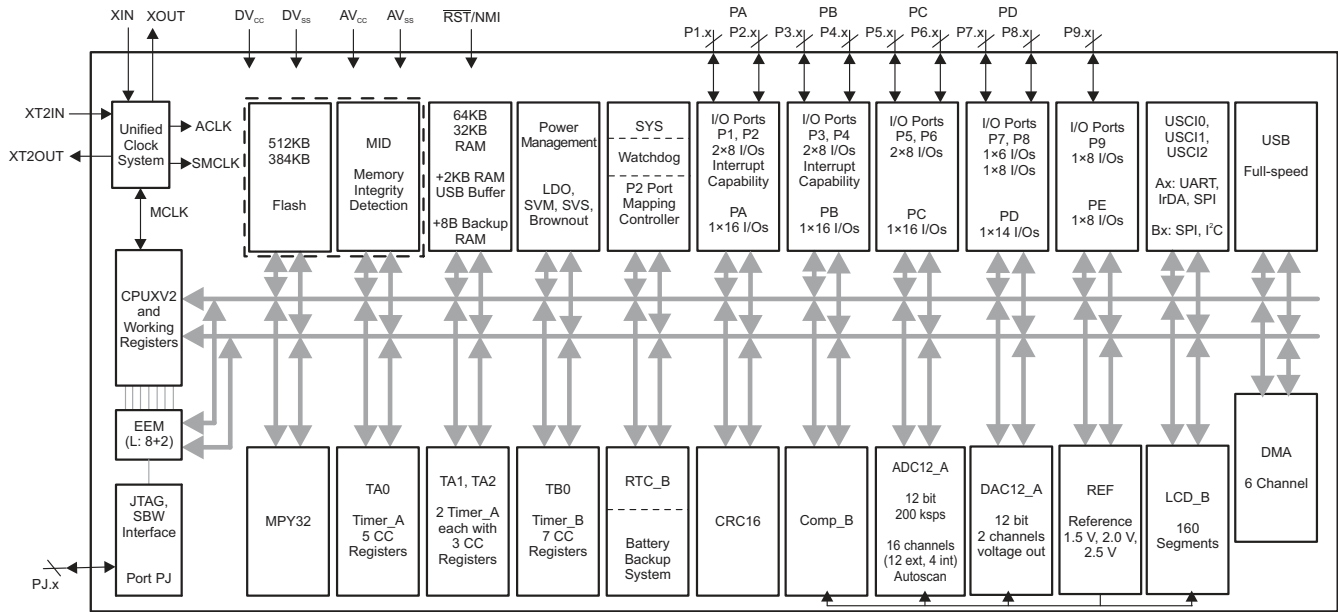 XIN XOUT DVCC DVSS AVCC AVSS RST/NMI PA PB PC PD
P1.x P2.x P3.x P4.x P5.x P6.x P7.x P8.x P9.x
XT2IN
XT2OUT
Unified
Clock
System
ACLK
SMCLK
MCLK
512KB
384KB
Flash
MID
Memory
Integrity
Detection
64KB
32KB
RAM
+2KB RAM
USB Buffer
+8B Backup
RAM
Power
Management
LDO,
SVM, SVS,
Brownout
SYS
Watchdog
P2 Port
Mapping
Controller
I/O Ports
P1, P2
2×8 I/Os
Interrupt
Capability
PA
1×16 I/Os
I/O Ports
P3, P4
2×8 I/Os
Interrupt
Capability
PB
1×16 I/Os
I/O Ports
P5, P6
2×8 I/Os
PC
1×16 I/Os
I/O Ports
P7, P8
1×6 I/Os
1×8 I/Os
PD
1×14 I/Os
I/O Ports
P9
1×8 I/Os
PE
1×8 I/Os
USCI0,
USCI1,
USCI2
Ax: UART,
IrDA, SPI
Bx: SPI, I²C
USB
Full-speed
CPUXV2
and
Working
Registers
EEM
(L: 8+2)
JTAG,
SBW
Interface
Port PJ
PJ.x
MPY32
TA0
Timer_A
5 CC
Registers
TA1, TA2
2 Timer_A
each with
3 CC
Registers
TB0
Timer_B
7 CC
Registers
RTC_B
Battery
Backup
System
CRC16
Comp_B
ADC12_A
12 bit
200 ksps
16 channels
(12 ext, 4 int)
Autoscan
DAC12_A
12 bit
2 channels
voltage out
REF
Reference
1.5 V, 2.0 V,
2.5 V
LCD_B
160
Segments
DMA
6 Channel